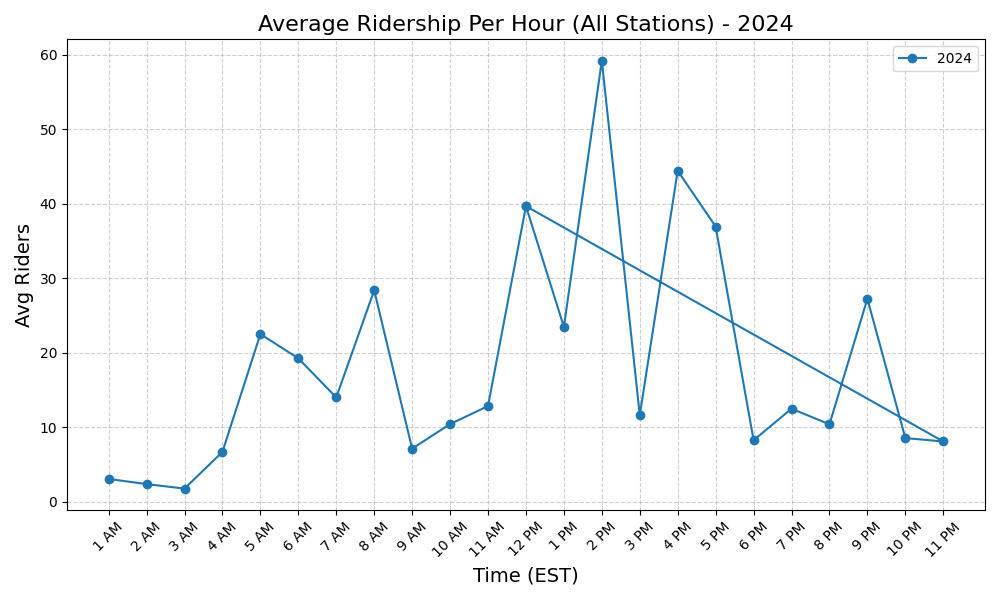 Average Ridership Per Hour (All Stations) - 2024
2024
Avg Riders
60
50
40
30
20
10
0
1 AM 2 AM 3 AM 4 AM 5 AM 6 AM 7 AM 8 AM 9 AM 10 AM 11 AM 12 PM 1 PM 2 PM 3 PM 4 PM 5 PM 6 PM 7 PM 8 PM 9 PM 10 PM 11 PM
Time (EST)